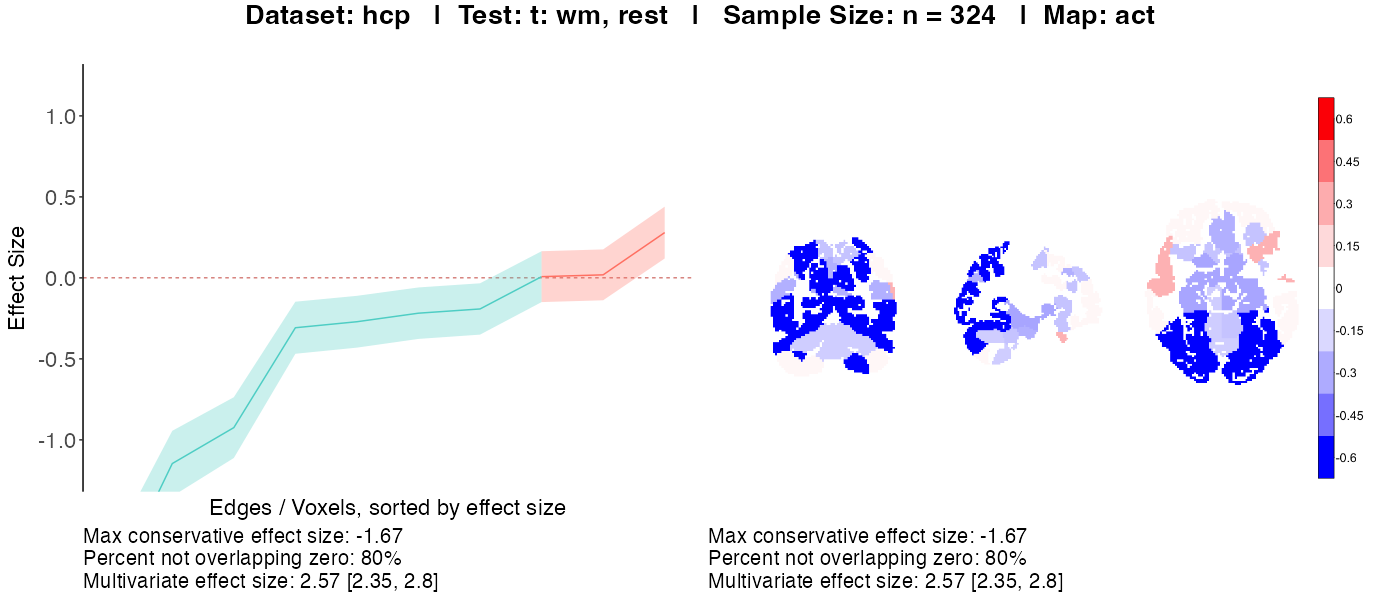 Dataset: hcp | Test: t: wm, rest | Sample Size: n = 324 | Map: act
Effect Size
1.0
0.5
0.0
-0.5
-1.0
Edges / Voxels, sorted by effect size
Max conservative effect size: -1.67
Percent not overlapping zero: 80%
Multivariate effect size: 2.57 [2.35, 2.8]
0.6
0.45
0.3
0.15
0
-0.15
-0.3
-0.45
-0.6
Max conservative effect size: -1.67
Percent not overlapping zero: 80%
Multivariate effect size: 2.57 [2.35, 2.8]